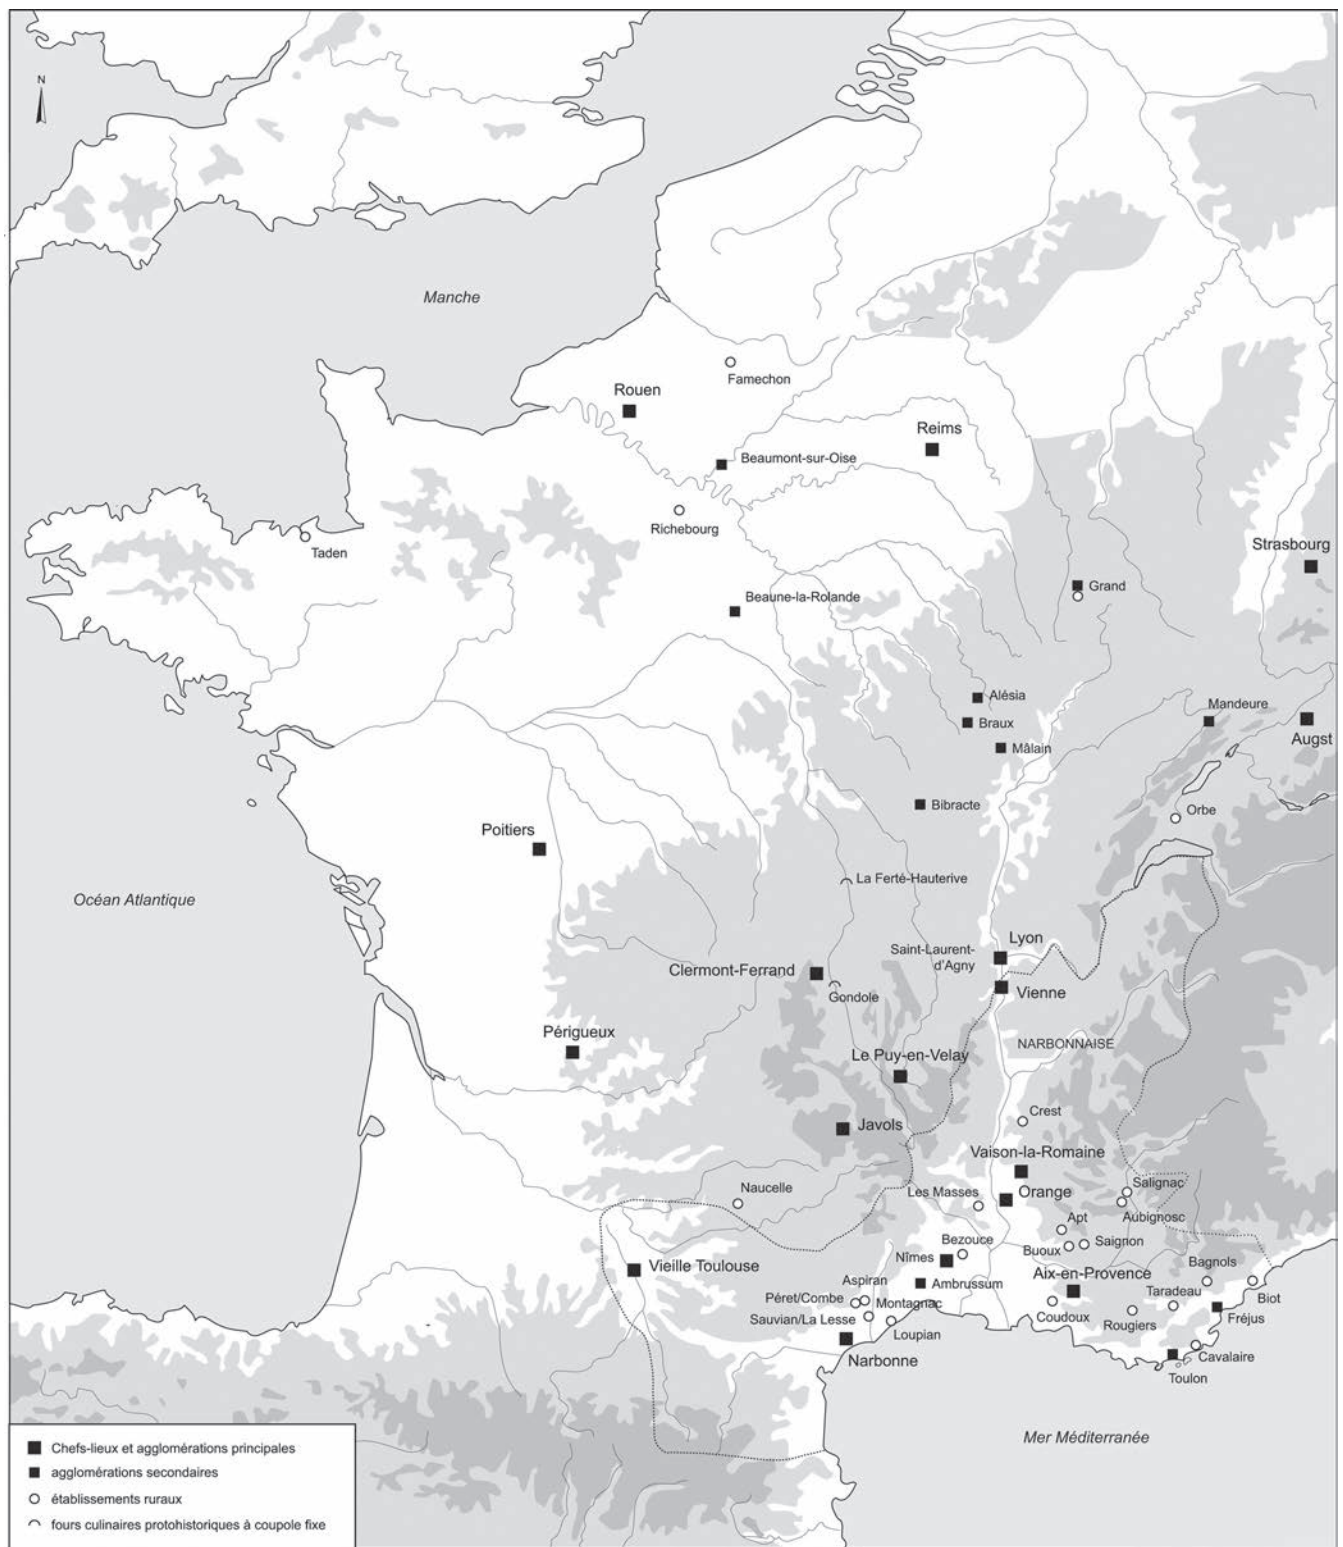 N
Manche
Famechon
Rouen
Reims
Beaumont-sur-Oise
Richebourg
Strasbourg
Taden
Grand
Beaune-la-Rolande
Alésia
Mandeure
Braux
Augst
Mâlain
Bibracte
Orbe
Poitiers
La Ferté-Hauterive
Océan Atlantique
Lyon
Saint-Laurent-
d'Agny
Clermont-Ferrand
Vienne
Gondole
Périgueux
NARBONNAISE
Le Puy-en-Velay
Crest
Javols
Vaison-la-Romaine
Salignac
Naucelle
Les Masses
Orange
Aubignosc
Apt
Bezouce
Buoux
Saignon
Nîmes
Bagnols
Vieille Toulouse
Aix-en-Provence
Aspiran
Ambrussum
Taradeau
Biot
Péret/Combe
Montagnac
Sauvian/La Lesse
Coudoux
Rougiers
Fréjus
Loupian
Cavalaire
Narbonne
Toulon
Mer Méditerranée
Chefs-lieux et agglomérations principales
agglomérations secondaires
établissements ruraux
fours culinaires protohistoriques à coupole fixe